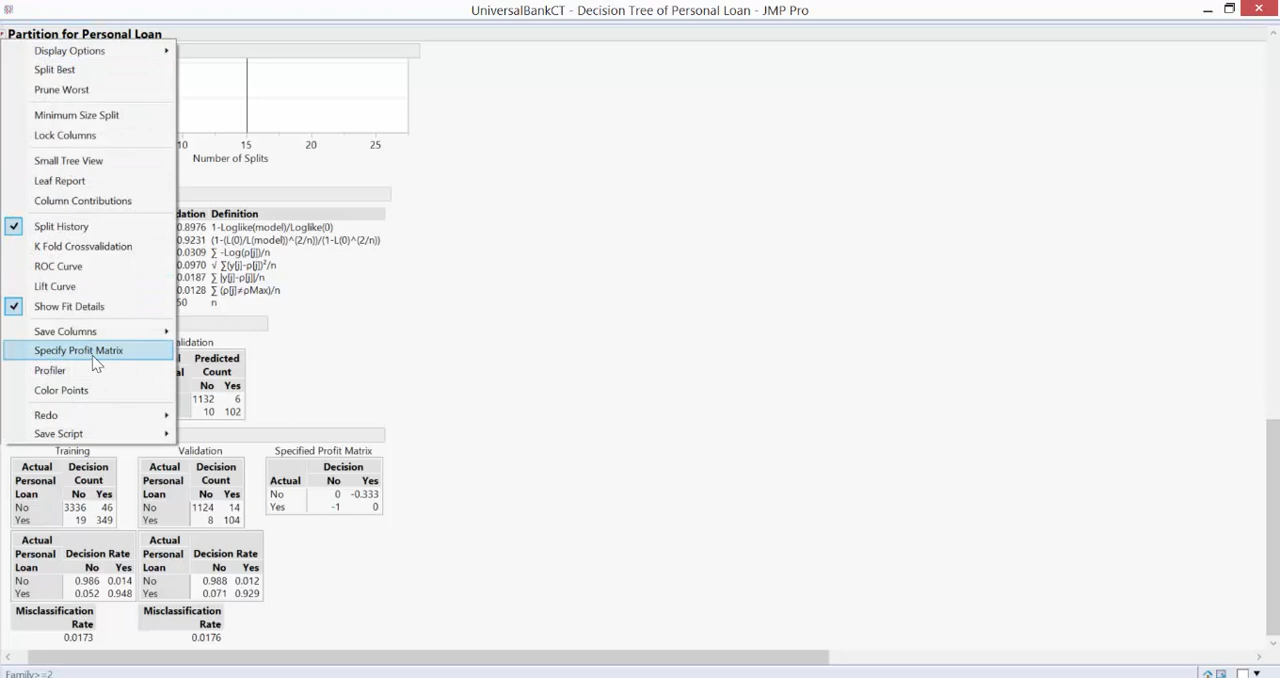 UniversalBankCT - Decision Tree of Personal Loan - JMP Pro
Partition for Personal Loan
Display Options
Split Best
Prune Worst
Minimum Size Split
Lock Columns
Small Tree View
Leaf Report
Column Contributions
Split History
K Fold Crossvalidation
ROC Curve
Lift Curve
Show Fit Details
Save Columns
Specify Profit Matrix
Profiler
Color Points
Redo
Save Script
10 15 20 25
Number of Splits
dation Definition
0.8976 1-Loglike(model)/Loglike(0)
0.9231 (1-(L(0)/L(model))^(2/n))/(1-L(0)^(2/n))
0.0309 ∑ -Log(ρ[j])/n
0.0970 √ ∑(y[j]-ρ[j])²/n
0.0187 ∑ |y[j]-ρ[j]|/n
0.0128 ∑ (ρ[j]≠ρMax)/n
50 n
alidation
Predicted
Count
No Yes
1132 6
10 102
Training Validation Specified Profit Matrix
Actual Decision Actual Decision Decision
Personal Count Personal Count Actual No Yes
Loan No Yes Loan No Yes No 0 -0.333
No 3336 46 No 1124 14 Yes -1 0
Yes 19 349 Yes 8 104
Actual Actual
Personal Decision Rate Personal Decision Rate
Loan No Yes Loan No Yes
No 0.986 0.014 No 0.988 0.012
Yes 0.052 0.948 Yes 0.071 0.929
Misclassification Misclassification
Rate Rate
0.0173 0.0176
Family>=2